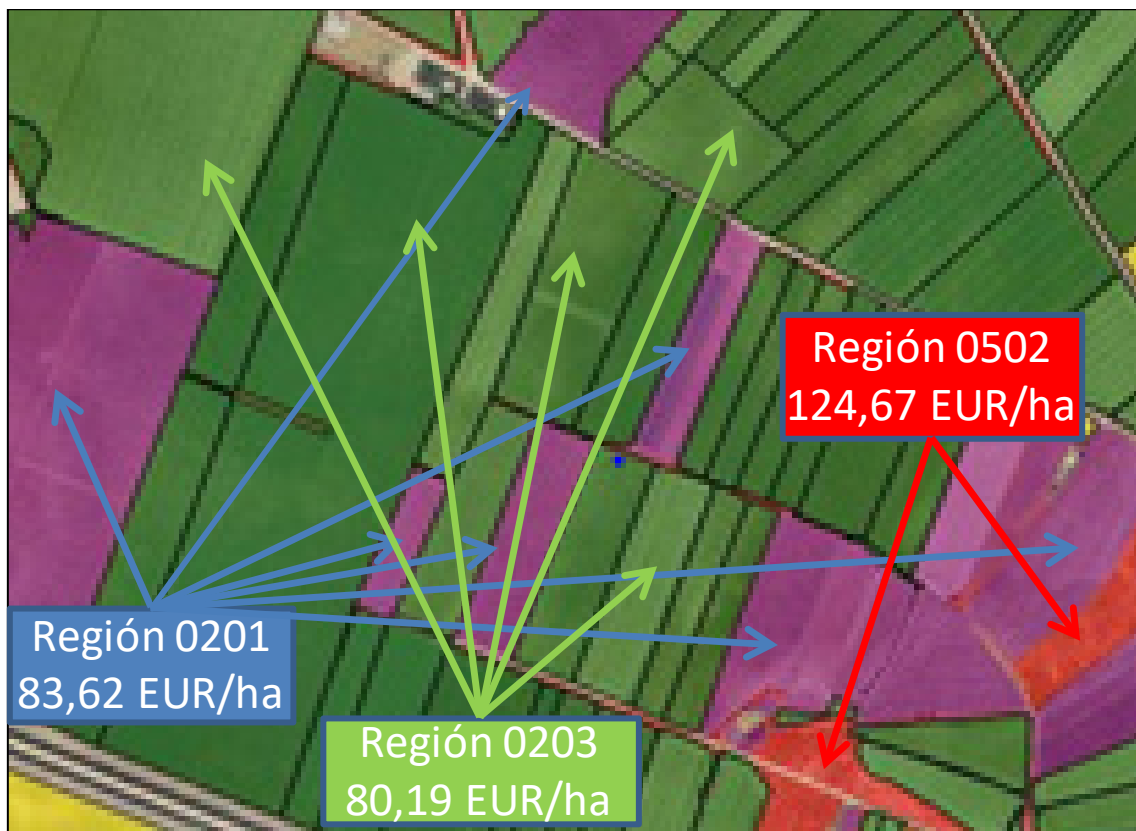 Región 0502
124,67 EUR/ha
Región 0201
83,62 EUR/ha
Región 0203
80,19 EUR/ha